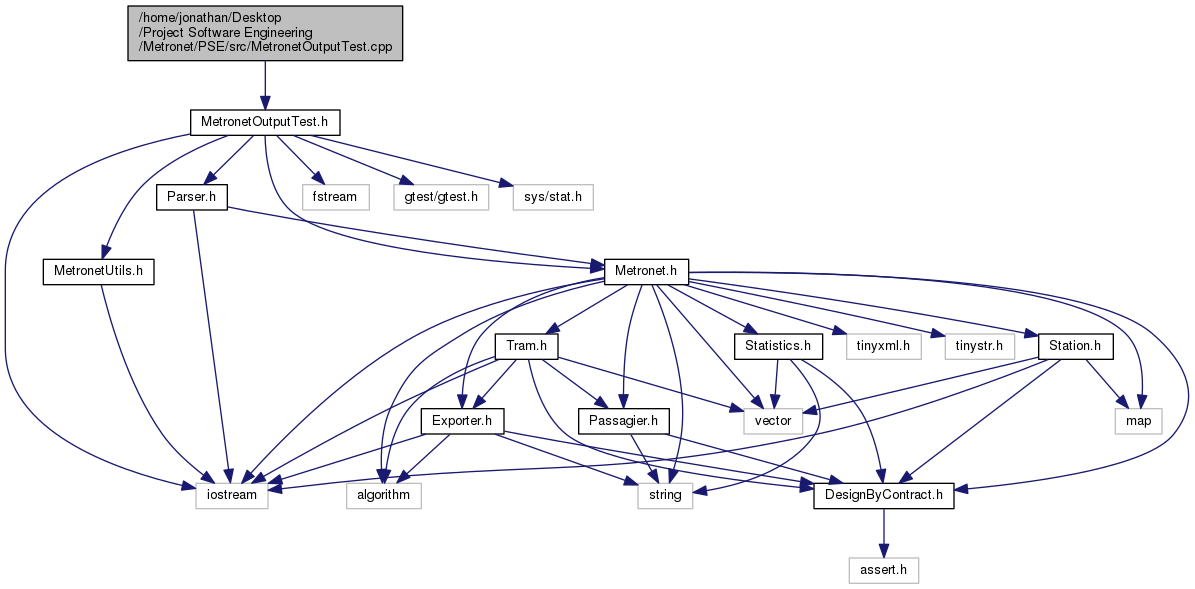 /home/jonathan/Desktop
/Project Software Engineering
/Metronet/PSE/src/MetronetOutputTest.cpp
MetronetOutputTest.h
Parser.h
fstream
gtest/gtest.h
sys/stat.h
MetronetUtils.h
Metronet.h
Tram.h
Statistics.h
tinyxml.h
tinystr.h
Station.h
Exporter.h
Passagier.h
vector
map
iostream
algorithm
string
DesignByContract.h
assert.h